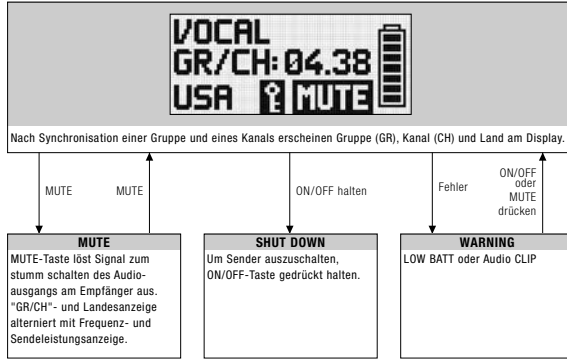 VOCAL
GR/CH: 04.38
USA MUTE
Nach Synchronisation einer Gruppe und eines Kanals erscheinen Gruppe (GR), Kanal (CH) und Land am Display.
MUTE
MUTE
ON/OFF halten
Fehler
ON/OFF
oder
MUTE
drücken
MUTE
MUTE-Taste löst Signal zum
stumm schalten des Audio-
ausgangs am Empfänger aus.
"GR/CH"- und Landesanzeige
alterniert mit Frequenz- und
Sendeleistungsanzeige.
SHUT DOWN
Um Sender auszuschalten,
ON/OFF-Taste gedrückt halten.
WARNING
LOW BATT oder Audio CLIP